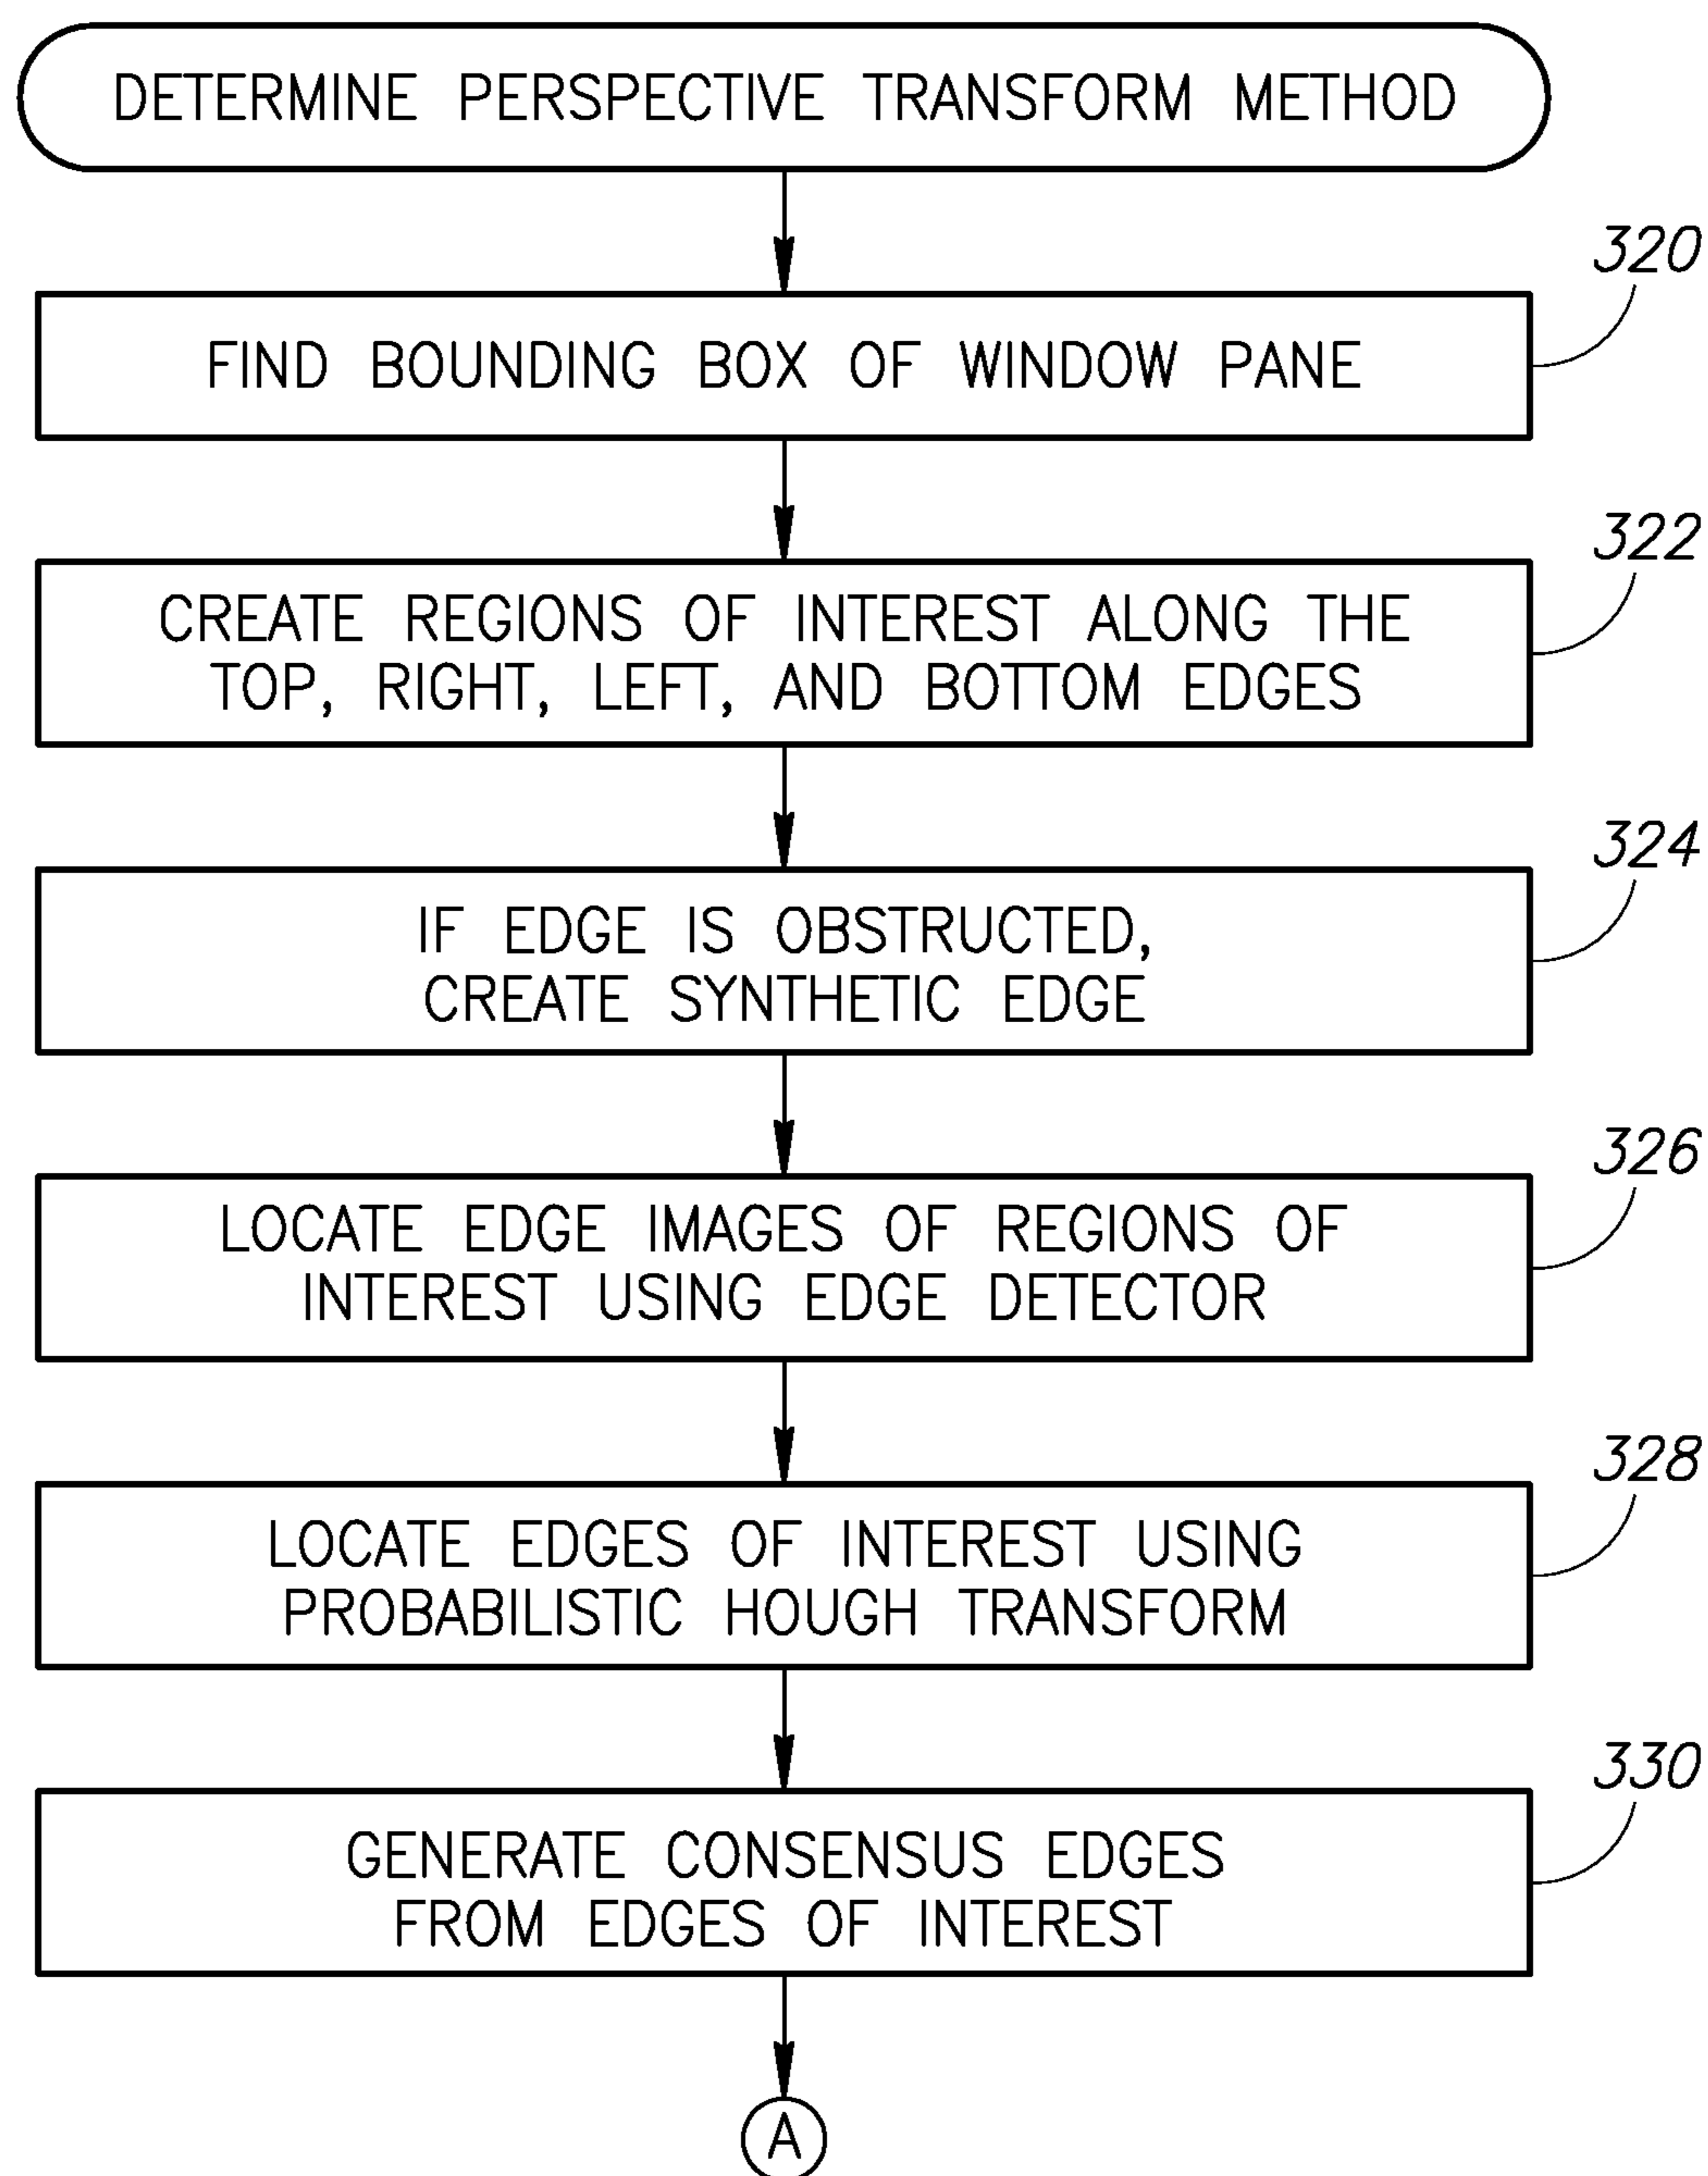 DETERMINE PERSPECTIVE TRANSFORM METHOD
320
FIND BOUNDING BOX OF WINDOW PANE
322
CREATE REGIONS OF INTEREST ALONG THE
TOP, RIGHT, LEFT, AND BOTTOM EDGES
324
IF EDGE IS OBSTRUCTED,
CREATE SYNTHETIC EDGE
326
LOCATE EDGE IMAGES OF REGIONS OF
INTEREST USING EDGE DETECTOR
328
LOCATE EDGES OF INTEREST USING
PROBABILISTIC HOUGH TRANSFORM
330
GENERATE CONSENSUS EDGES
FROM EDGES OF INTEREST
A